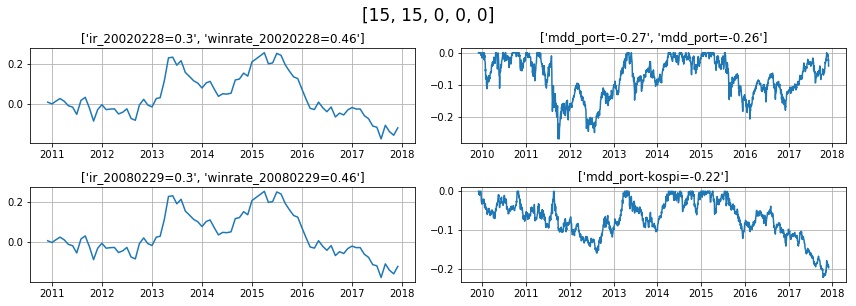 [15, 15, 0, 0, 0]
['ir_20020228=0.3', 'winrate_20020228=0.46']
0.2
0.0
2011 2012 2013 2014 2015 2016 2017 2018
['mdd_port=-0.27', 'mdd_port=-0.26']
0.0
−0.1
−0.2
2010 2011 2012 2013 2014 2015 2016 2017 2018
['ir_20080229=0.3', 'winrate_20080229=0.46']
0.2
0.0
2011 2012 2013 2014 2015 2016 2017 2018
['mdd_port-kospi=-0.22']
0.0
−0.1
−0.2
2010 2011 2012 2013 2014 2015 2016 2017 2018